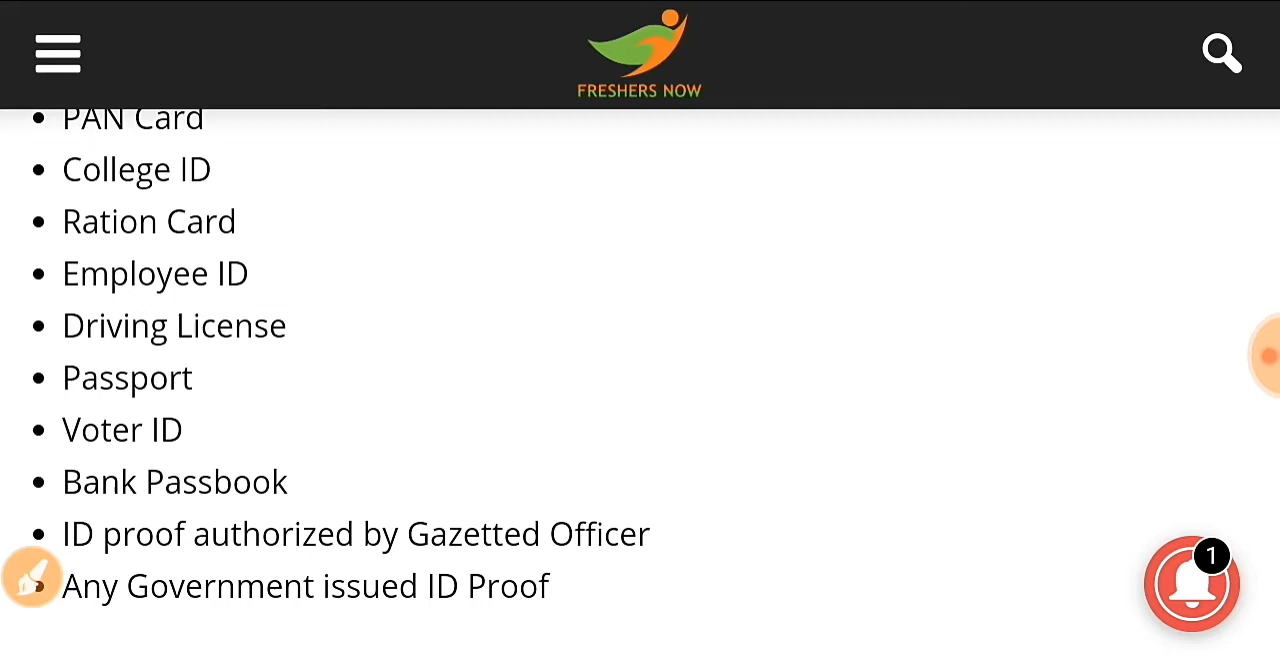 FRESHERS NOW
• PAN Card
• College ID
• Ration Card
• Employee ID
• Driving License
• Passport
• Voter ID
• Bank Passbook
• ID proof authorized by Gazetted Officer
Any Government issued ID Proof
1